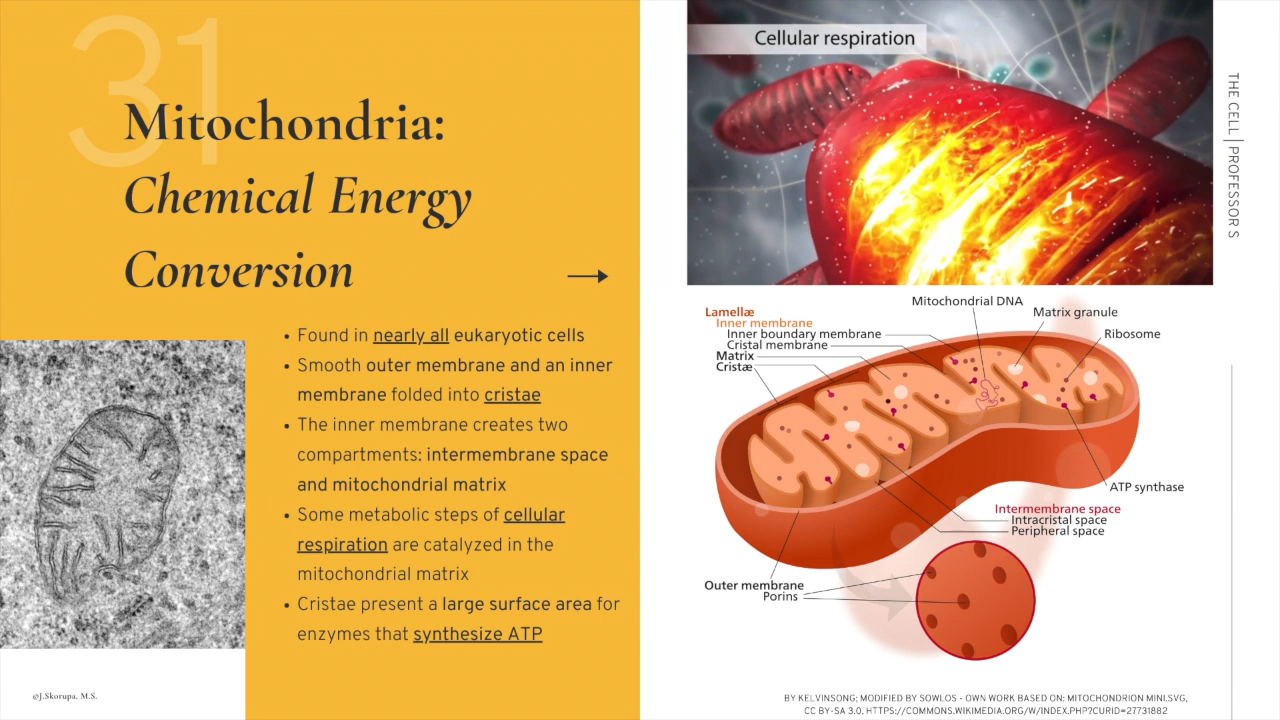 31
Mitochondria:
Chemical Energy
Conversion
• Found in nearly all eukaryotic cells
• Smooth outer membrane and an inner
membrane folded into cristae
• The inner membrane creates two
compartments: intermembrane space
and mitochondrial matrix
• Some metabolic steps of cellular
respiration are catalyzed in the
mitochondrial matrix
• Cristae present a large surface area for
enzymes that synthesize ATP
@J.Skorupa, M.S.
Cellular respiration
THE CELL | PROFESSOR S
Mitochondrial DNA
Matrix granule
Ribosome
Lamellæ
Inner membrane
Inner boundary membrane
Cristal membrane
Matrix
Cristæ
ATP synthase
Intermembrane space
Intracristal space
Peripheral space
Outer membrane
Porins
BY KELVINSONG; MODIFIED BY SOWLOS - OWN WORK BASED ON: MITOCHONDRION MINI.SVG,
CC BY-SA 3.0, HTTPS://COMMONS.WIKIMEDIA.ORG/W/INDEX.PHP?CURID=27731882